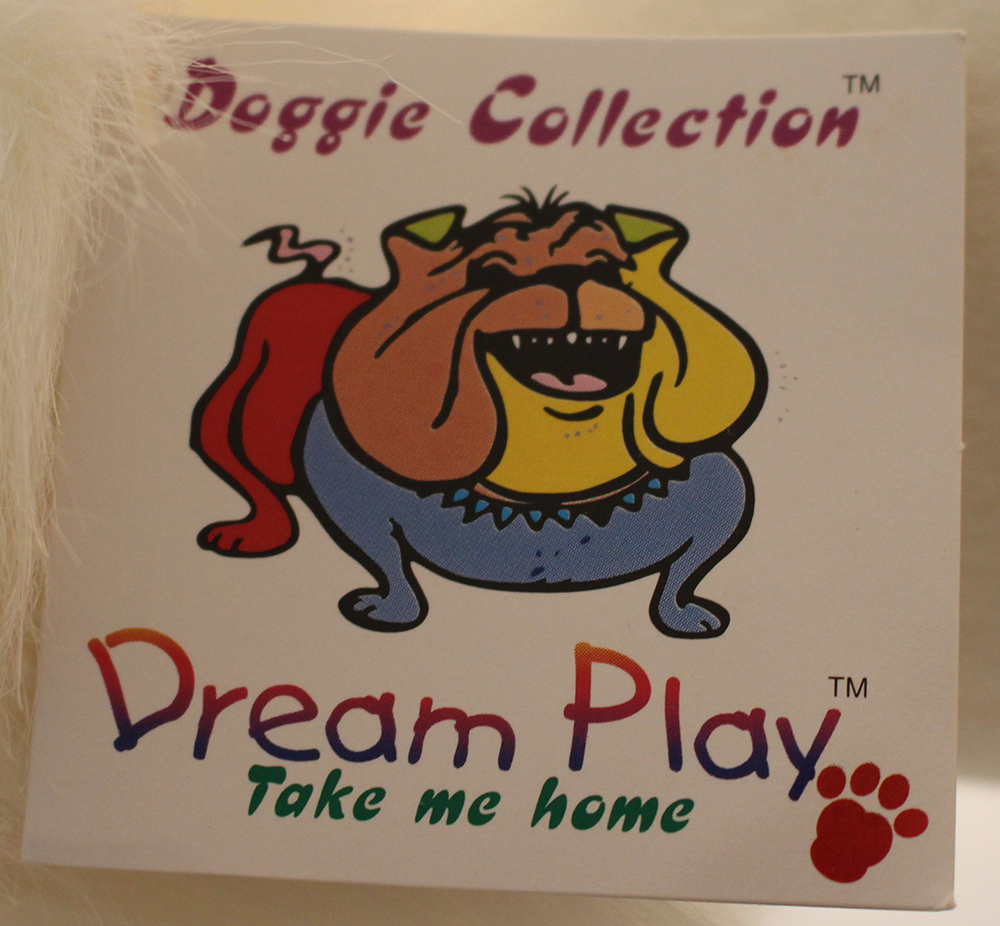 Doggie Collection™
Dream Play™
Take me home